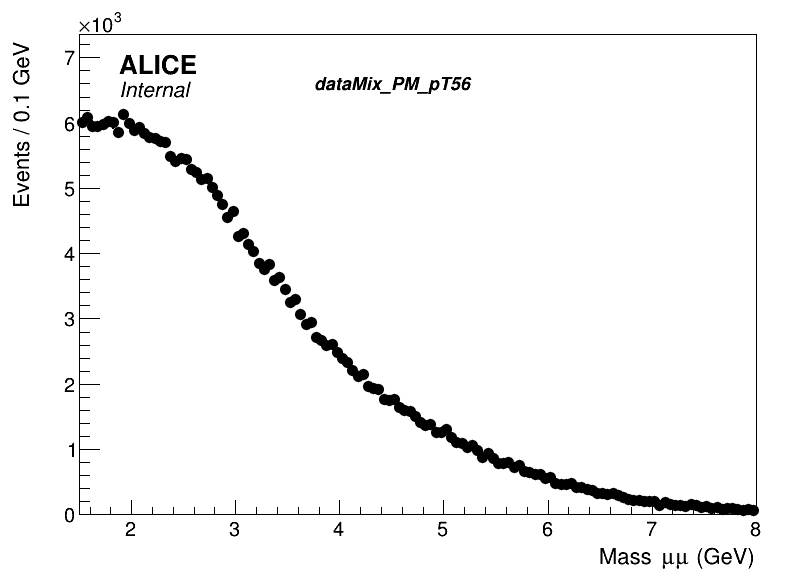 ×10³
7
6
5
4
3
2
1
0
Events / 0.1 GeV
ALICE
Internal
dataMix_PM_pT56
2 3 4 5 6 7 8
Mass μμ (GeV)